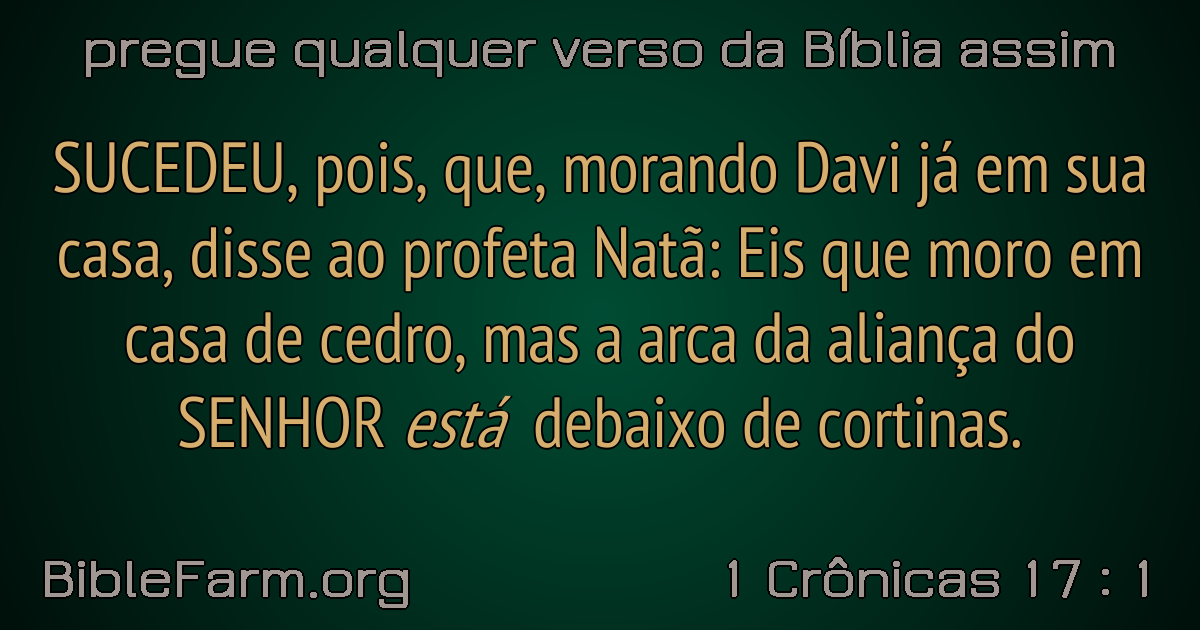 pregue qualquer verso da Bíblia assim
SUCEDEU, pois, que, morando Davi já em sua
casa, disse ao profeta Natã: Eis que moro em
casa de cedro, mas a arca da aliança do
SENHOR está debaixo de cortinas.
BibleFarm.org
1 Crônicas 17 : 1